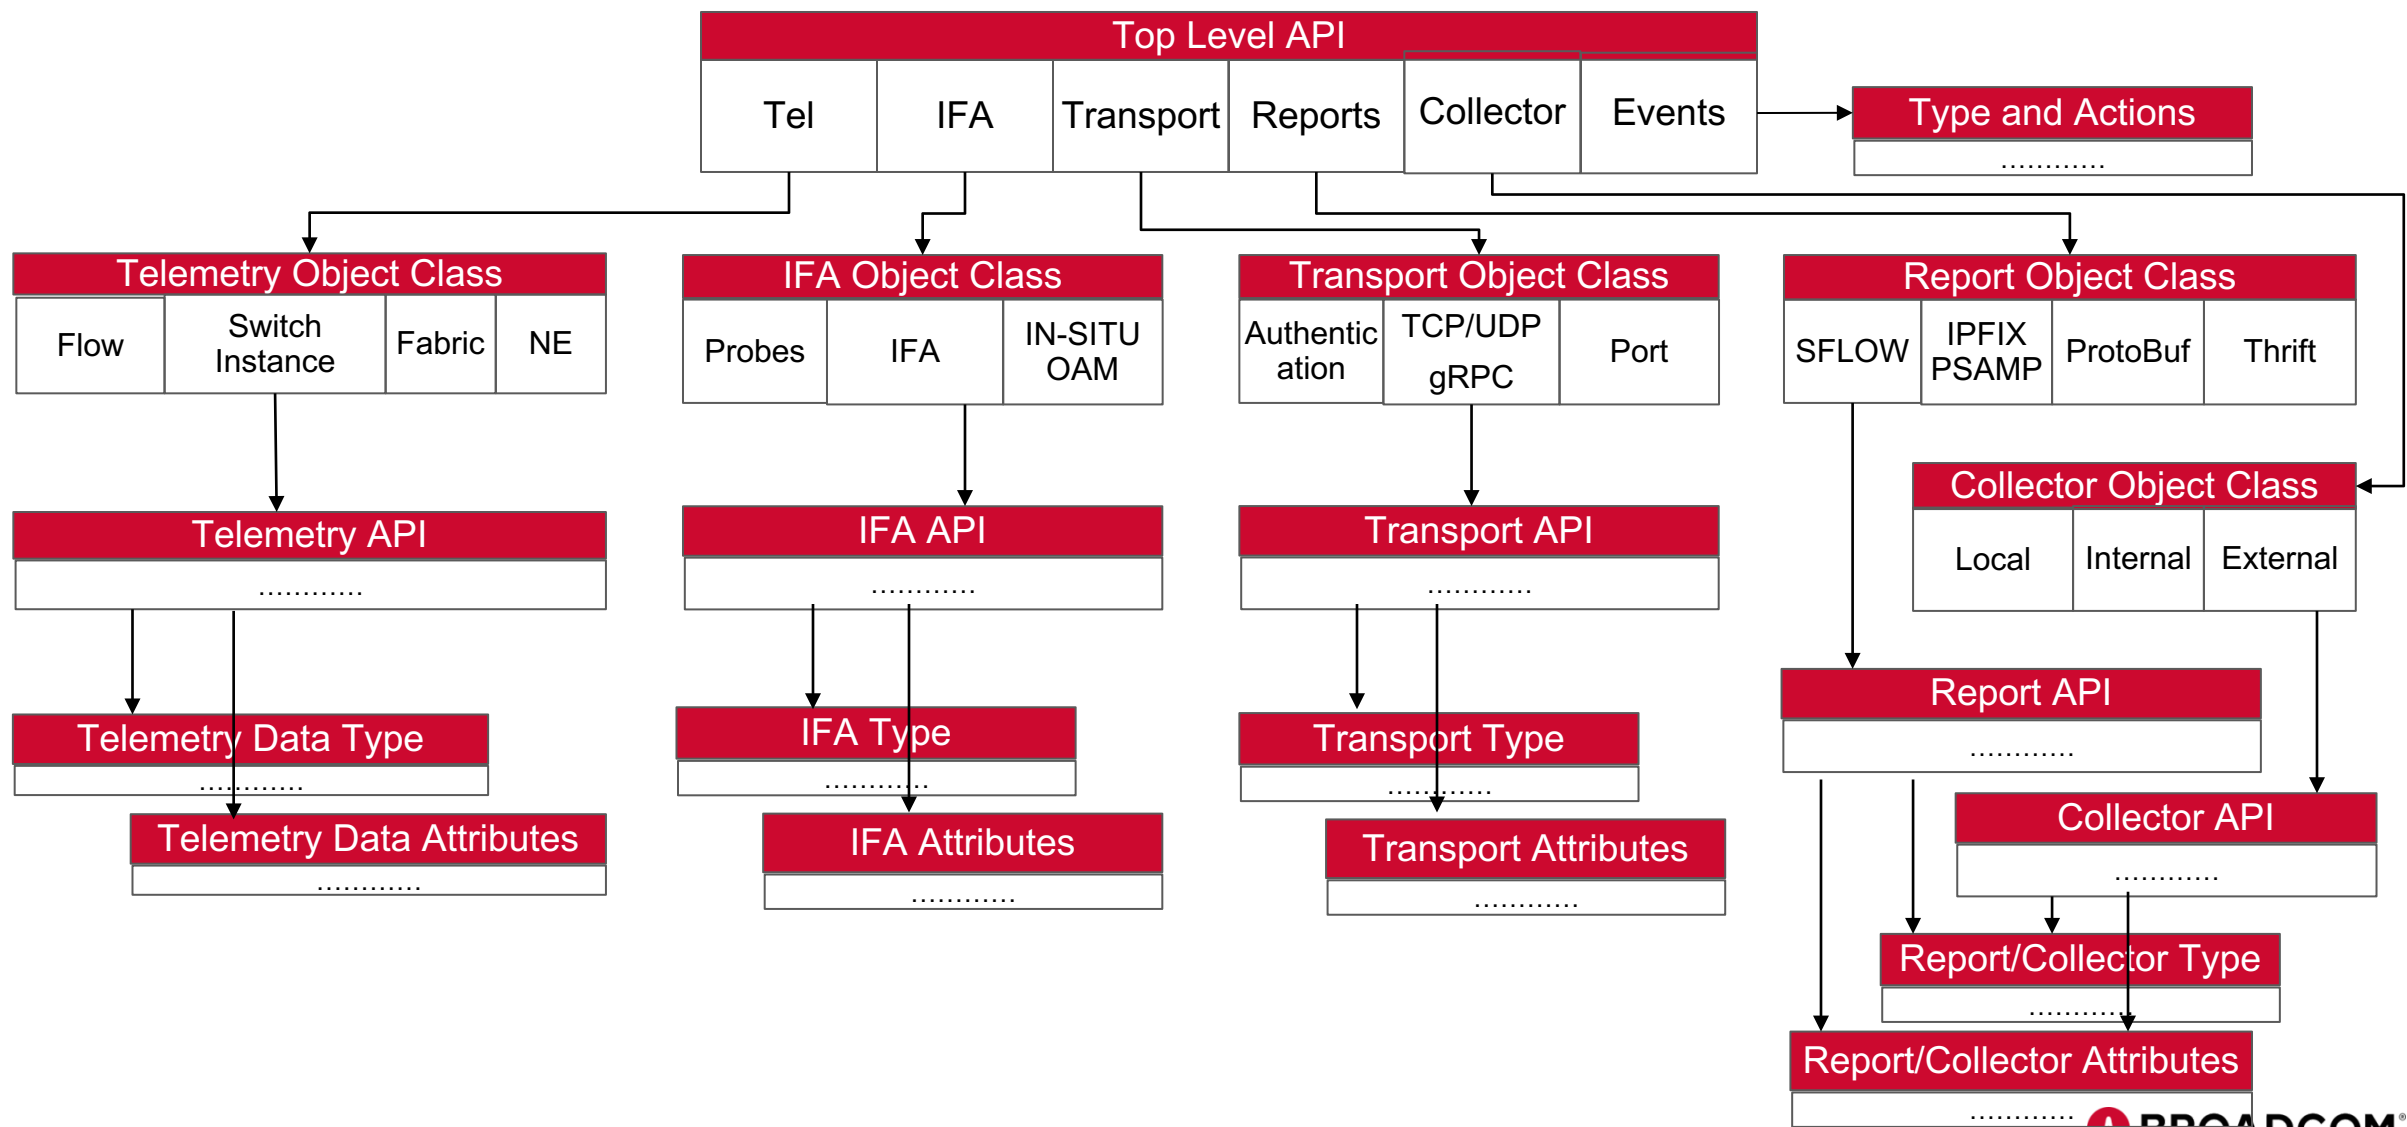 Top Level API
Tel
IFA
Transport
Reports
Collector
Events
Type and Actions
............
Telemetry Object Class
Flow
Switch
Instance
Fabric
NE
IFA Object Class
Probes
IFA
IN-SITU
OAM
Transport Object Class
Authentic
ation
TCP/UDP
gRPC
Port
Report Object Class
SFLOW
IPFIX
PSAMP
ProtoBuf
Thrift
Collector Object Class
Local
Internal
External
Telemetry API
............
IFA API
............
Transport API
............
Report API
............
Telemetry Data Type
............
IFA Type
............
Transport Type
............
Telemetry Data Attributes
............
IFA Attributes
............
Transport Attributes
............
Collector API
............
Report/Collector Type
............
Report/Collector Attributes
............
BROADCOM®